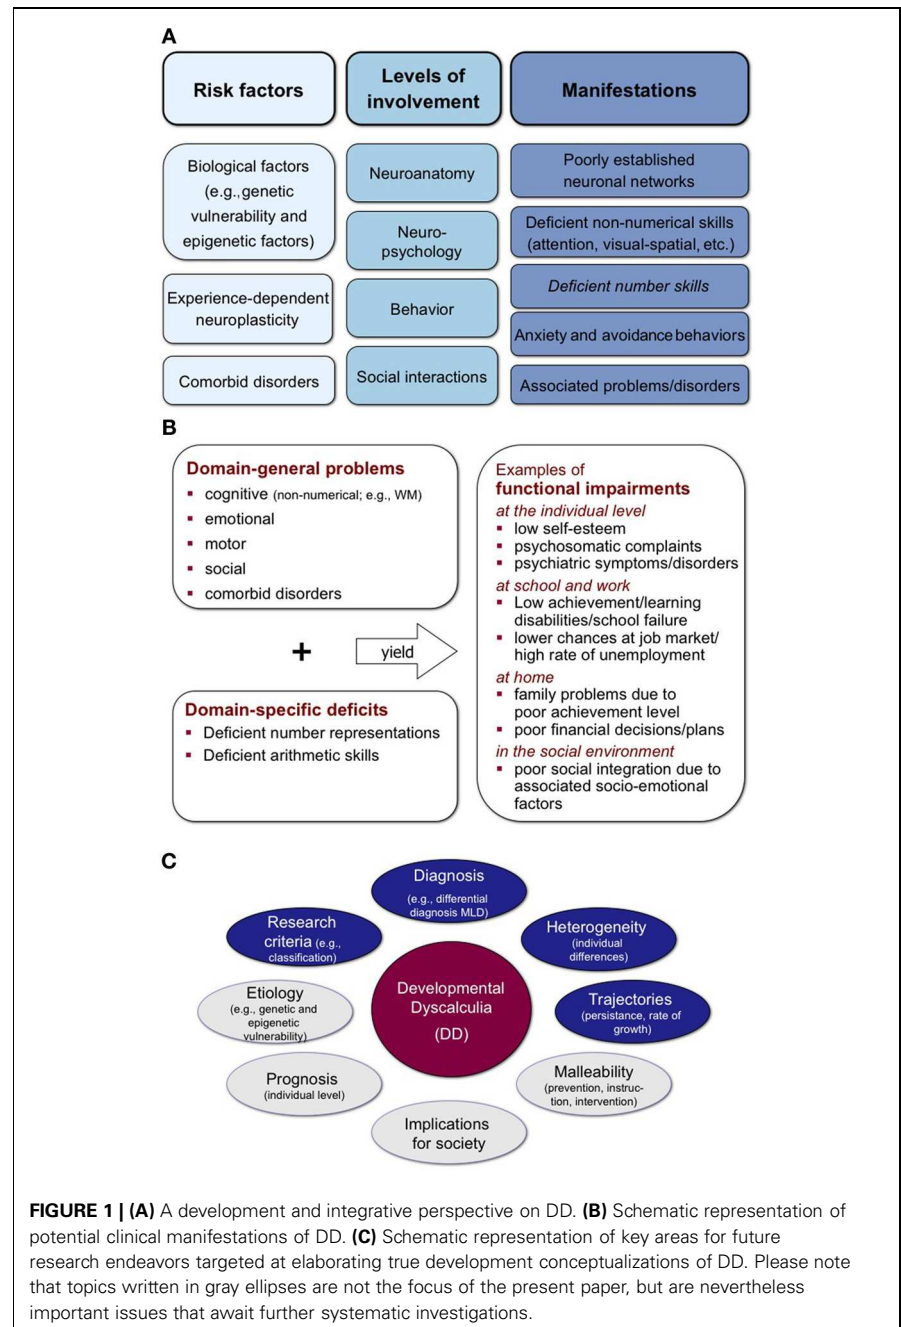 A
Risk factors
Biological factors
(e.g., genetic
vulnerability and
epigenetic factors)
Experience-dependent
neuroplasticity
Comorbid disorders
Levels of
involvement
Neuroanatomy
Neuro-
psychology
Behavior
Social interactions
Manifestations
Poorly established
neuronal networks
Deficient non-numerical skills
(attention, visual-spatial, etc.)
Deficient number skills
Anxiety and avoidance behaviors
Associated problems/disorders
B
Domain-general problems
▪ cognitive (non-numerical; e.g., WM)
▪ emotional
▪ motor
▪ social
▪ comorbid disorders
+
yield
Domain-specific deficits
▪ Deficient number representations
▪ Deficient arithmetic skills
Examples of
functional impairments
at the individual level
▪ low self-esteem
▪ psychosomatic complaints
▪ psychiatric symptoms/disorders
at school and work
▪ Low achievement/learning
disabilities/school failure
▪ lower chances at job market/
high rate of unemployment
at home
▪ family problems due to
poor achievement level
▪ poor financial decisions/plans
in the social environment
▪ poor social integration due to
associated socio-emotional
factors
C
Diagnosis
(e.g., differential
diagnosis MLD)
Research
criteria (e.g.,
classification)
Heterogeneity
(individual
differences)
Etiology
(e.g., genetic and
epigenetic
vulnerability)
Developmental
Dyscalculia
(DD)
Trajectories
(persistance, rate of
growth)
Prognosis
(individual level)
Malleability
(prevention, instruc-
tion, intervention)
Implications
for society
FIGURE 1 | (A) A development and integrative perspective on DD. (B) Schematic representation of
potential clinical manifestations of DD. (C) Schematic representation of key areas for future
research endeavors targeted at elaborating true development conceptualizations of DD. Please note
that topics written in gray ellipses are not the focus of the present paper, but are nevertheless
important issues that await further systematic investigations.